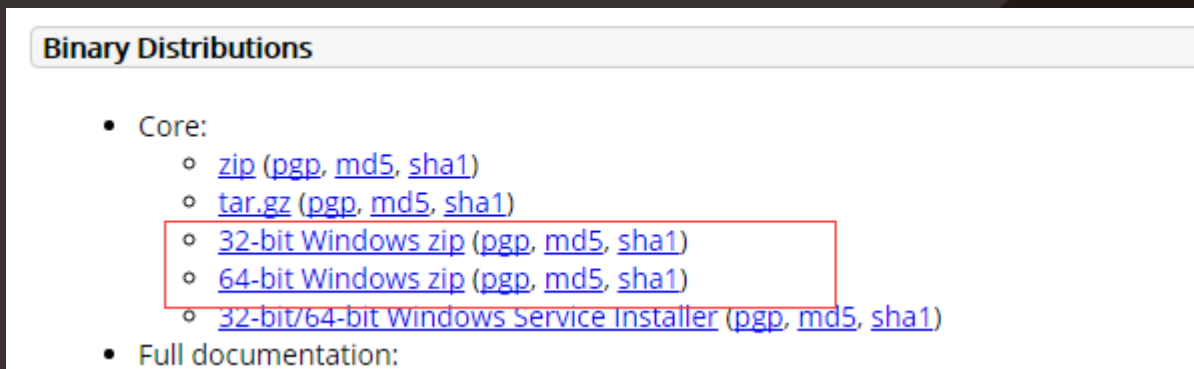 Binary Distributions
Core:
zip (pgp, md5, sha1)
tar.gz (pgp, md5, sha1)
32-bit Windows zip (pgp, md5, sha1)
64-bit Windows zip (pgp, md5, sha1)
32-bit/64-bit Windows Service Installer (pgp, md5, sha1)
Full documentation: